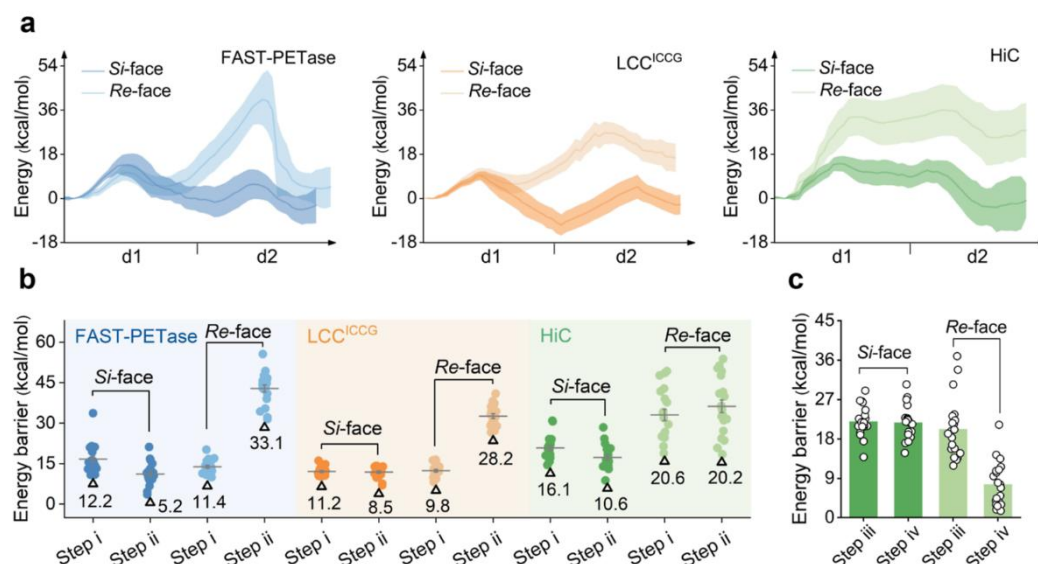 a
FAST-PETase
Si-face
Re-face
Energy (kcal/mol)
54
36
18
0
-18
d1
d2
LCC^ICCG
Si-face
Re-face
Energy (kcal/mol)
54
36
18
0
-18
d1
d2
HiC
Si-face
Re-face
Energy (kcal/mol)
54
36
18
0
-18
d1
d2
b
Energy barrier (kcal/mol)
60
45
30
15
0
FAST-PETase
Si-face
Re-face
12.2
5.2
11.4
33.1
LCC^ICCG
Si-face
Re-face
11.2
8.5
9.8
28.2
HiC
Si-face
Re-face
16.1
10.6
20.6
20.2
Step i
Step ii
Step i
Step ii
Step i
Step ii
Step i
Step ii
Step i
Step ii
Step i
Step ii
c
Energy barrier (kcal/mol)
45
36
27
18
9
0
Si-face
Re-face
Step iii
Step iv
Step iii
Step iv